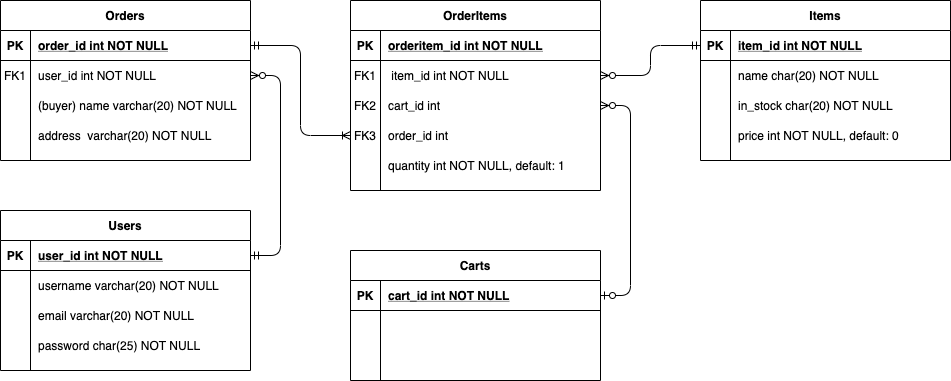 Orders
PK order_id int NOT NULL
FK1 user_id int NOT NULL
(buyer) name varchar(20) NOT NULL
address varchar(20) NOT NULL
OrderItems
PK orderitem_id int NOT NULL
FK1 item_id int NOT NULL
FK2 cart_id int
FK3 order_id int
quantity int NOT NULL, default: 1
Items
PK item_id int NOT NULL
name char(20) NOT NULL
in_stock char(20) NOT NULL
price int NOT NULL, default: 0
Users
PK user_id int NOT NULL
username varchar(20) NOT NULL
email varchar(20) NOT NULL
password char(25) NOT NULL
Carts
PK cart_id int NOT NULL